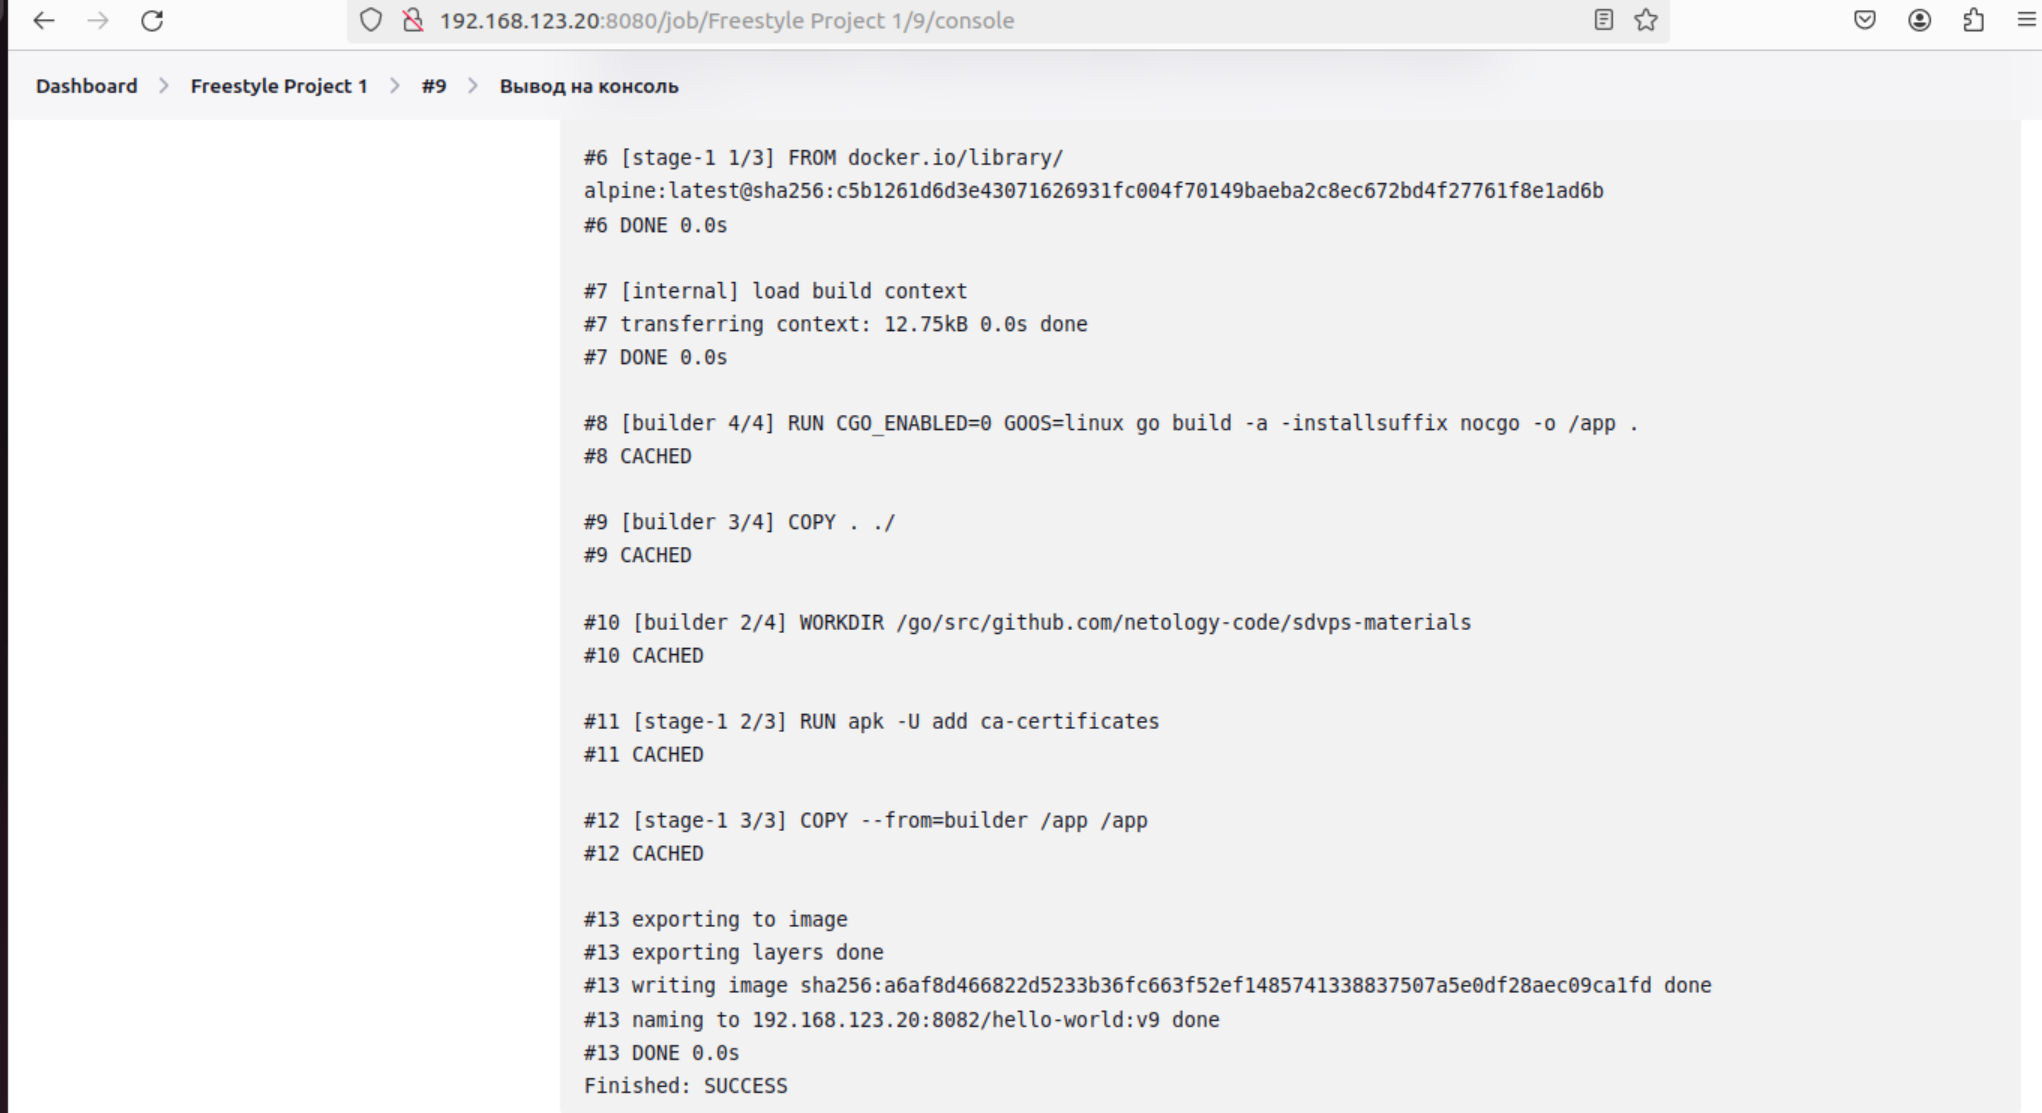 192.168.123.20:8080/job/Freestyle Project 1/9/console
Dashboard > Freestyle Project 1 > #9 > Вывод на консоль
#6 [stage-1 1/3] FROM docker.io/library/
alpine:latest@sha256:c5b1261d6d3e43071626931fc004f70149baeba2c8ec672bd4f27761f8e1ad6b
#6 DONE 0.0s
#7 [internal] load build context
#7 transferring context: 12.75kB 0.0s done
#7 DONE 0.0s
#8 [builder 4/4] RUN CGO_ENABLED=0 GOOS=linux go build -a -installsuffix nocgo -o /app .
#8 CACHED
#9 [builder 3/4] COPY . ./
#9 CACHED
#10 [builder 2/4] WORKDIR /go/src/github.com/netology-code/sdvps-materials
#10 CACHED
#11 [stage-1 2/3] RUN apk -U add ca-certificates
#11 CACHED
#12 [stage-1 3/3] COPY --from=builder /app /app
#12 CACHED
#13 exporting to image
#13 exporting layers done
#13 writing image sha256:a6af8d466822d5233b36fc663f52ef1485741338837507a5e0df28aec09ca1fd done
#13 naming to 192.168.123.20:8082/hello-world:v9 done
#13 DONE 0.0s
Finished: SUCCESS